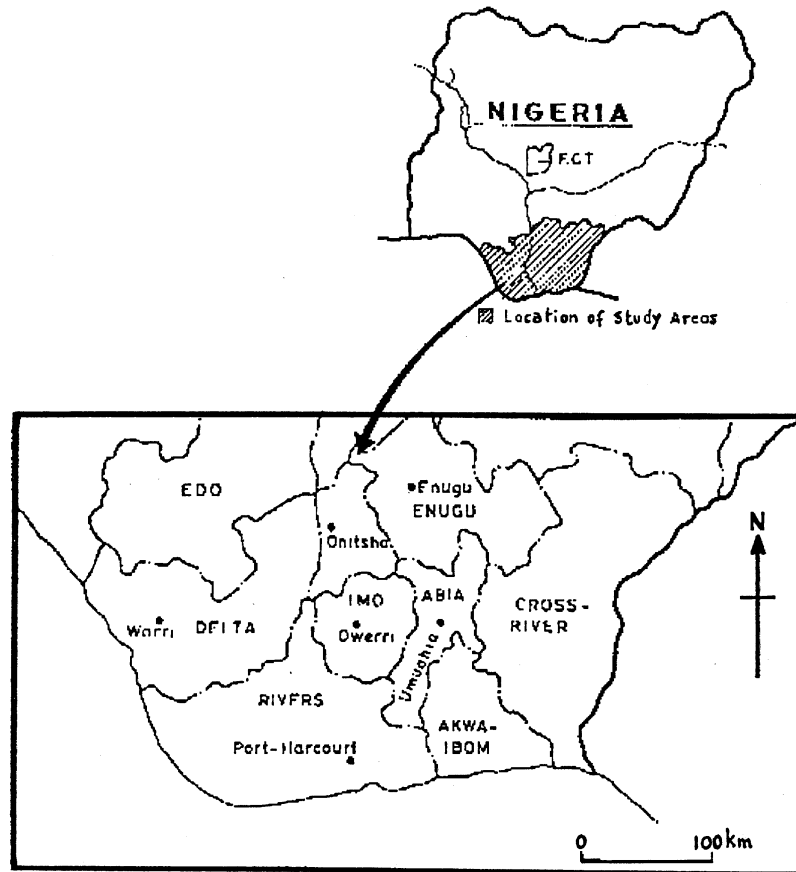 NIGERIA
F.C.T
Location of Study Areas
EDO
Enugu
ENUGU
Onitsha
IMO
ABIA
CROSS-
RIVER
Warri
DELTA
Owerri
Umuahia
RIVERS
AKWA-
IBOM
Port-Harcourt
N
0 100km